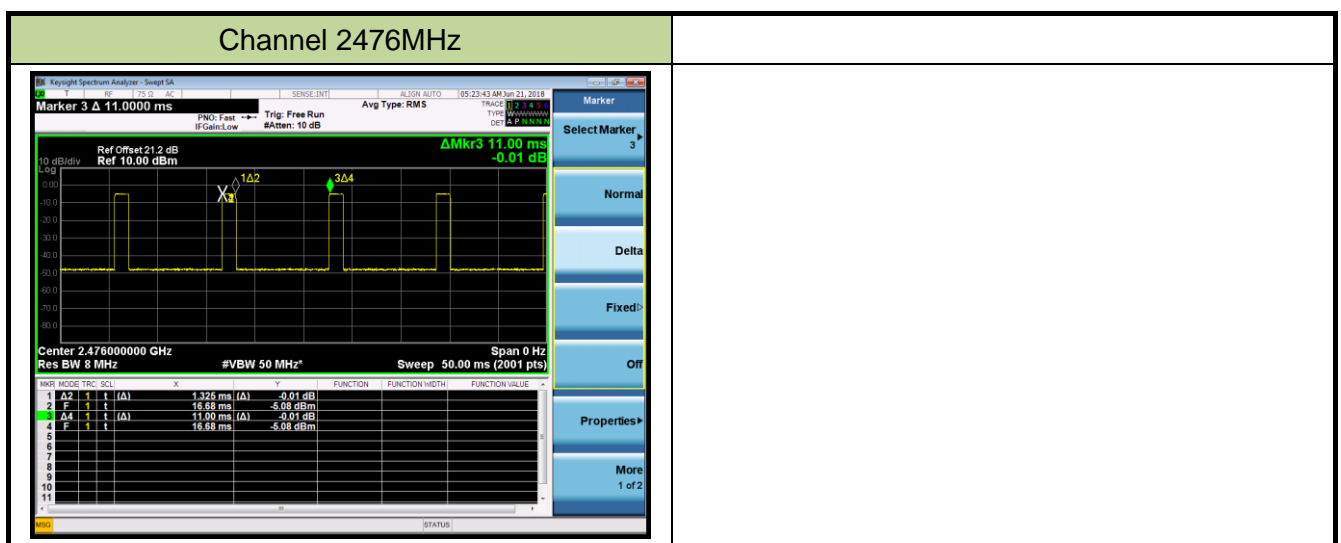 Channel 2476MHz
Keysight Spectrum Analyzer - Swept SA
T RF 75 Ω AC SENSE:INT ALIGN AUTO 05:23:43 AM Jun 21, 2018
Marker 3 Δ 11.0000 ms
PNO: Fast
IFGain:Low
Trig: Free Run
#Atten: 10 dB
Avg Type: RMS
TRACE 1 2 3 4 5 6
TYPE WWWWWW
DET A P N N N N
Marker
Select Marker
3
Normal
Delta
Fixed
Off
Properties
More
1 of 2
10 dB/div
Log
Ref Offset 21.2 dB
Ref 10.00 dBm
ΔMkr3 11.00 ms
-0.01 dB
1Δ2
3Δ4
0.00
-10.0
-20.0
-30.0
-40.0
-50.0
-60.0
-70.0
-80.0
Center 2.476000000 GHz
Span 0 Hz
Res BW 8 MHz
#VBW 50 MHz*
Sweep 50.00 ms (2001 pts)
MKR MODE TRC SCL X Y FUNCTION FUNCTION WIDTH FUNCTION VALUE
1 Δ2 1 t (Δ) 1.325 ms (Δ) -0.01 dB
2 F 1 t 16.68 ms -5.08 dBm
3 Δ4 1 t (Δ) 11.00 ms (Δ) -0.01 dB
4 F 1 t 16.68 ms -5.08 dBm
5
6
7
8
9
10
11
MSG
STATUS